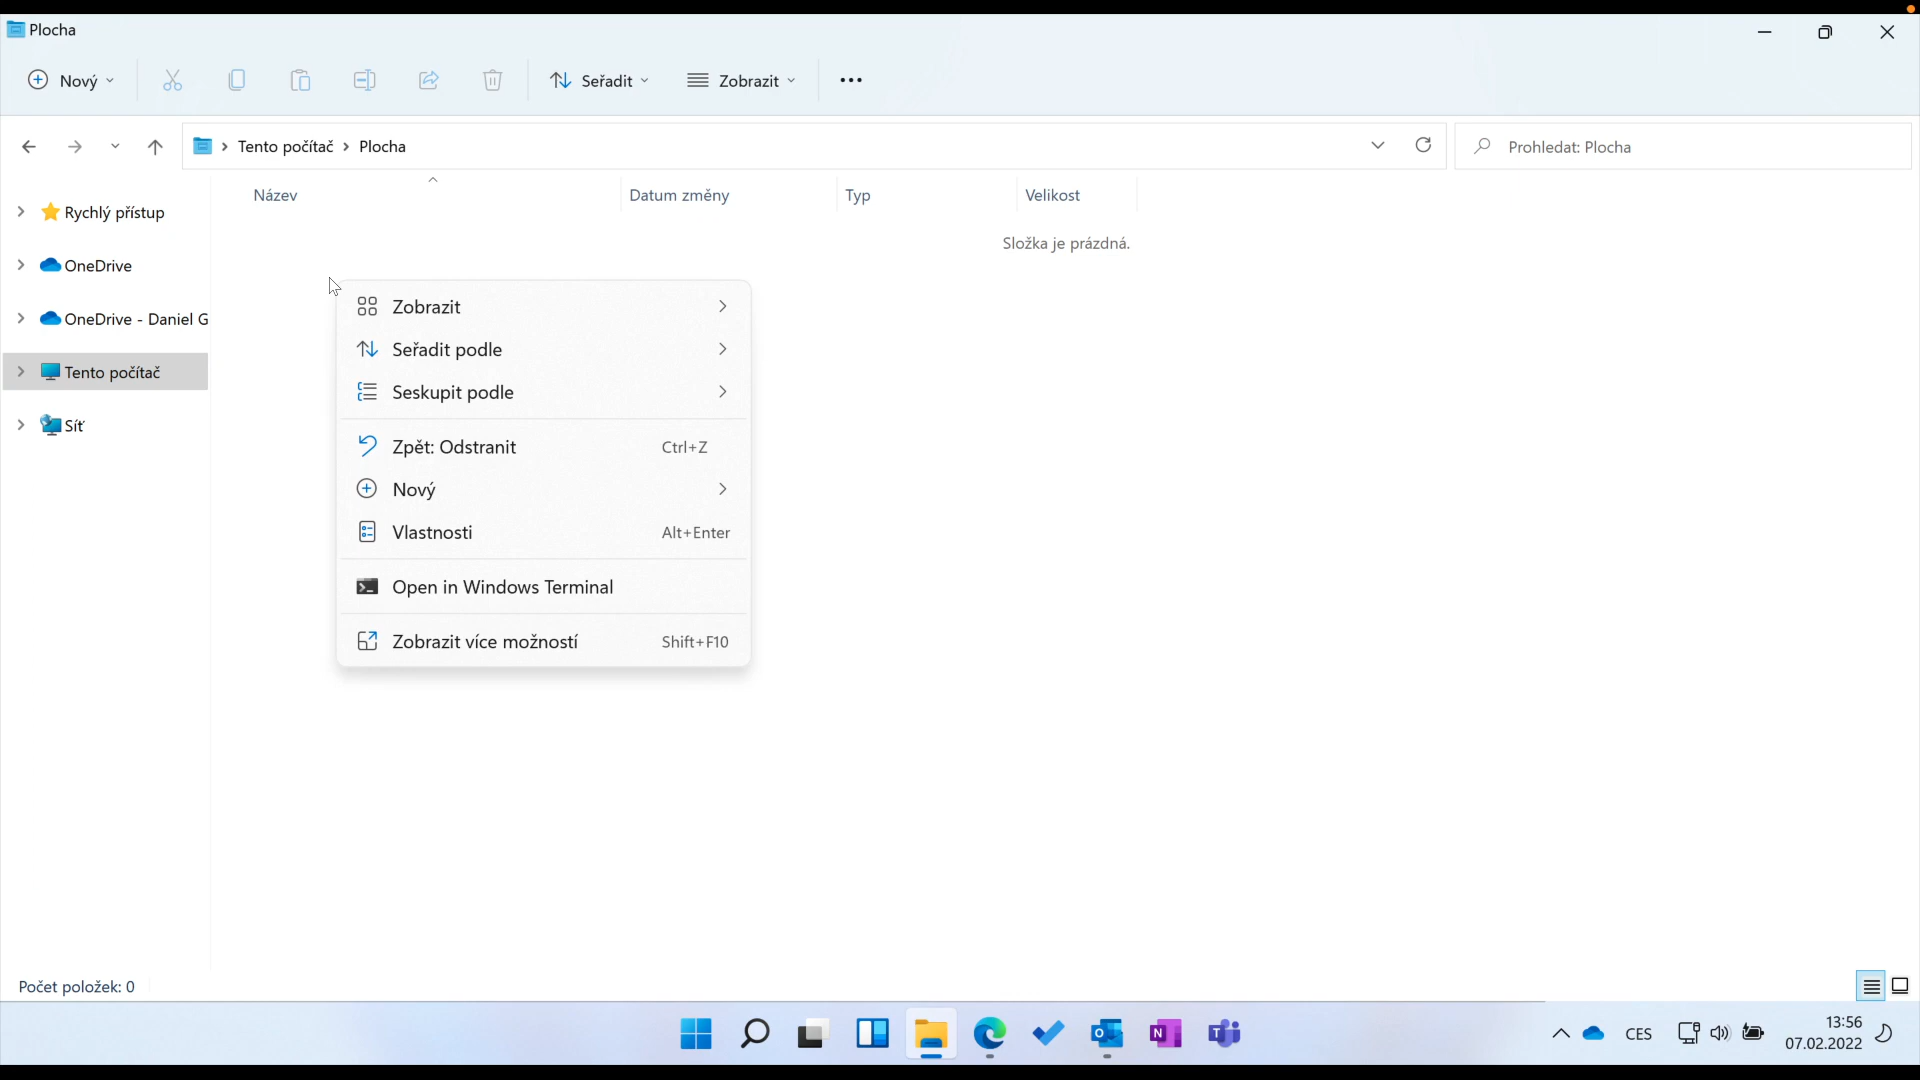 Plocha
Nový
Seřadit
Zobrazit
Tento počítač
Plocha
Prohledat: Plocha
Název
Datum změny
Typ
Velikost
Rychlý přístup
Složka je prázdná.
OneDrive
OneDrive - Daniel G
Tento počítač
Síť
Zobrazit
Seřadit podle
Seskupit podle
Zpět: Odstranit Ctrl+Z
Nový
Vlastnosti Alt+Enter
Open in Windows Terminal
Zobrazit více možností Shift+F10
Počet položek: 0
CES
13:56
07.02.2022